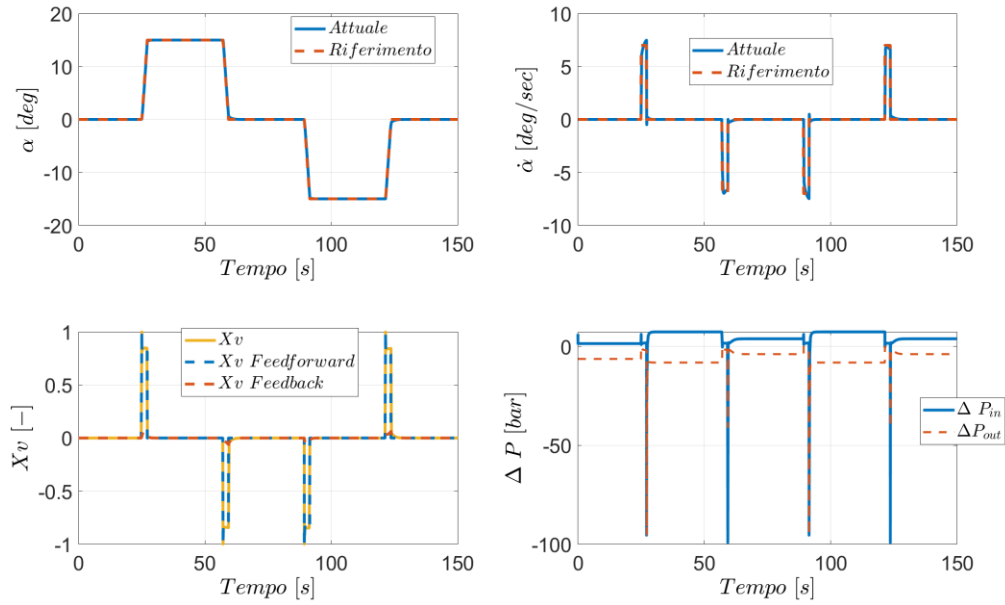 20
10
0
-10
-20
0
50
100
150
α [deg]
Tempo [s]
Attuale
Riferimento
10
5
0
-5
-10
0
50
100
150
α̇ [deg/sec]
Tempo [s]
Attuale
Riferimento
1
0.5
0
-0.5
-1
0
50
100
150
Xv [−]
Tempo [s]
Xv
Xv Feedforward
Xv Feedback
0
-50
-100
0
50
100
150
Δ P [bar]
Tempo [s]
Δ P_in
ΔP_out